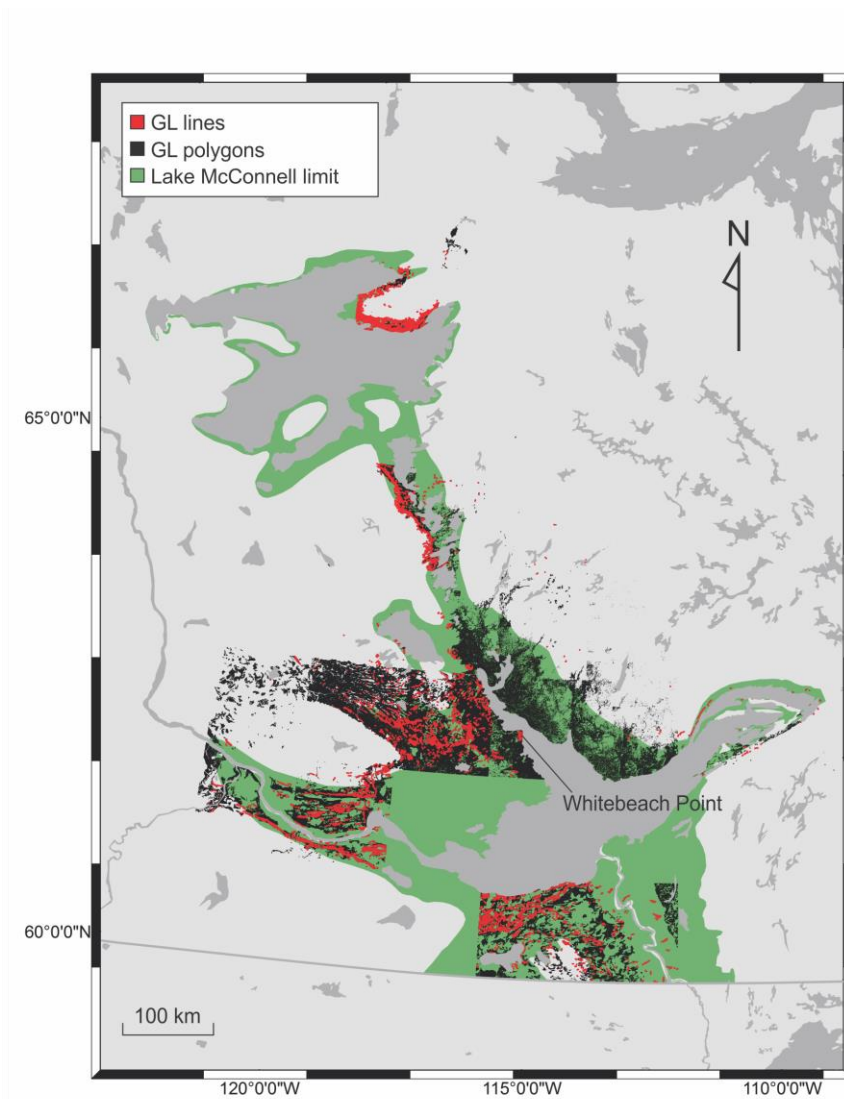 GL lines
GL polygons
Lake McConnell limit
N
65°0'0"N
Whitebeach Point
60°0'0"N
100 km
120°0'0"W
115°0'0"W
110°0'0"W